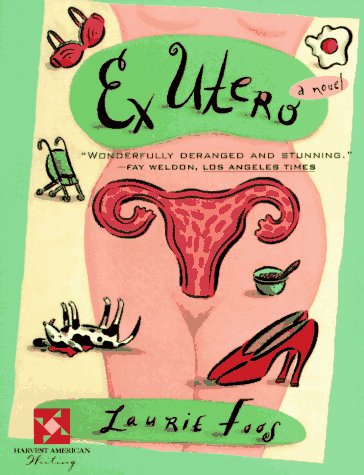 Ex Utero
a novel
"WONDERFULLY DERANGED AND STUNNING."
—FAY WELDON, LOS ANGELES TIMES
Laurie Foos
HARVEST AMERICAN
Writing